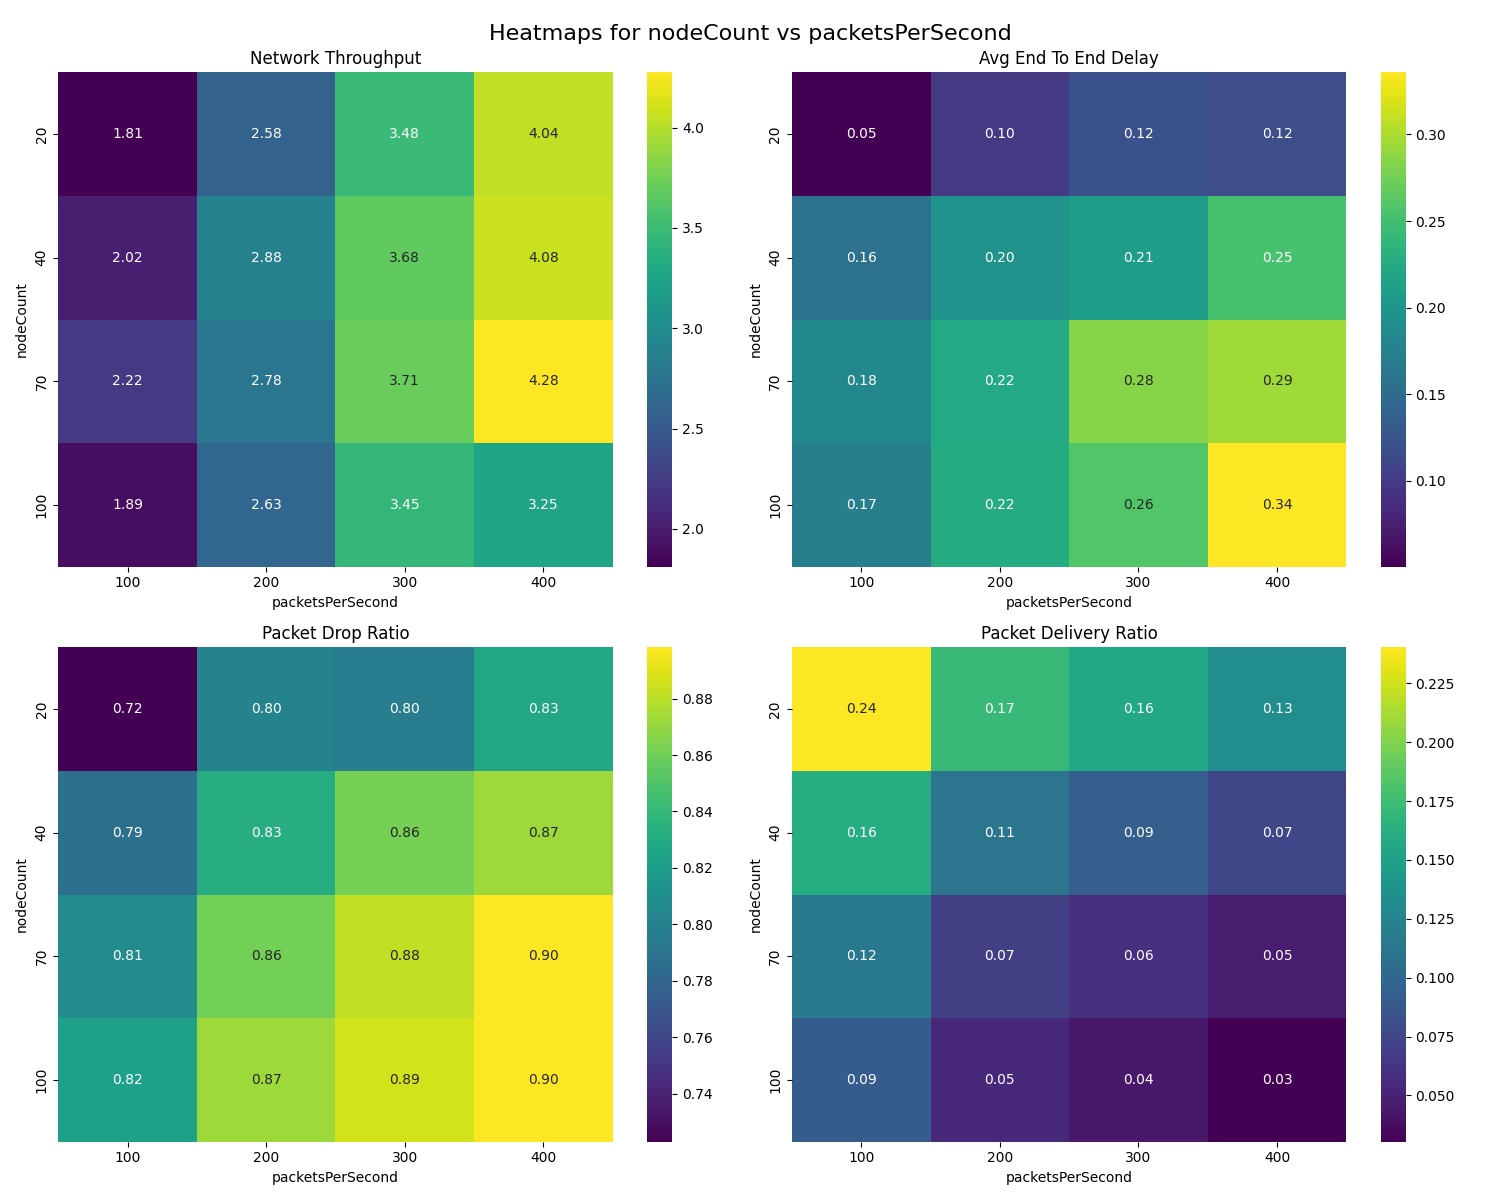 Heatmaps for nodeCount vs packetsPerSecond
Network Throughput
nodeCount
20 1.81 2.58 3.48 4.04
40 2.02 2.88 3.68 4.08
70 2.22 2.78 3.71 4.28
100 1.89 2.63 3.45 3.25
100 200 300 400
packetsPerSecond
4.0
3.5
3.0
2.5
2.0
Avg End To End Delay
nodeCount
20 0.05 0.10 0.12 0.12
40 0.16 0.20 0.21 0.25
70 0.18 0.22 0.28 0.29
100 0.17 0.22 0.26 0.34
100 200 300 400
packetsPerSecond
0.30
0.25
0.20
0.15
0.10
Packet Drop Ratio
nodeCount
20 0.72 0.80 0.80 0.83
40 0.79 0.83 0.86 0.87
70 0.81 0.86 0.88 0.90
100 0.82 0.87 0.89 0.90
100 200 300 400
packetsPerSecond
0.88
0.86
0.84
0.82
0.80
0.78
0.76
0.74
Packet Delivery Ratio
nodeCount
20 0.24 0.17 0.16 0.13
40 0.16 0.11 0.09 0.07
70 0.12 0.07 0.06 0.05
100 0.09 0.05 0.04 0.03
100 200 300 400
packetsPerSecond
0.225
0.200
0.175
0.150
0.125
0.100
0.075
0.050